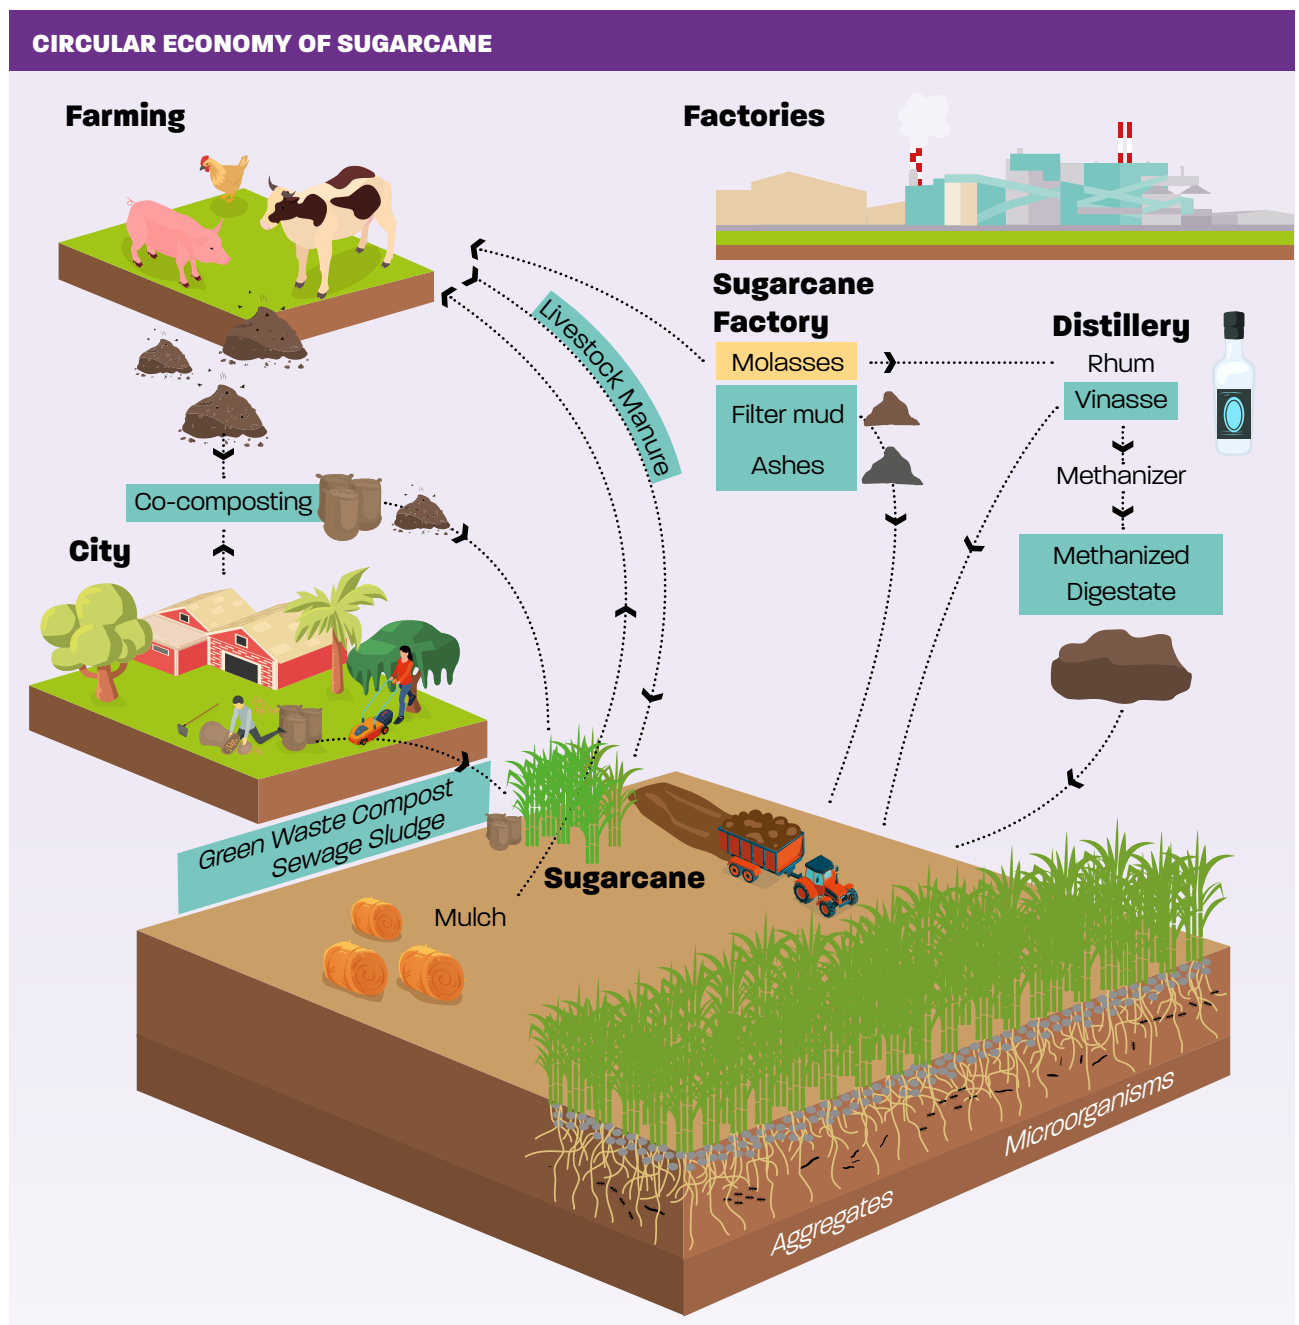 CIRCULAR ECONOMY OF SUGARCANE
Farming
Factories
Sugarcane
Factory
Distillery
Molasses
Rhum
Vinasse
Filter mud
Ashes
Livestock Manure
Methanizer
Co-composting
Methanized
Digestate
City
Green Waste Compost
Sewage Sludge
Sugarcane
Mulch
Microorganisms
Aggregates